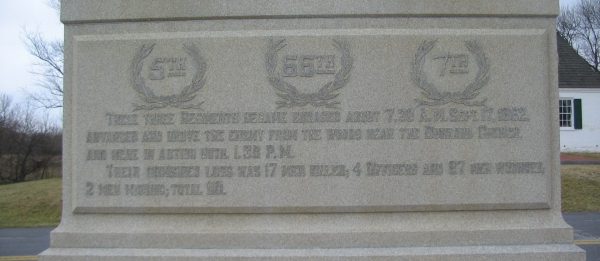 5TH 66TH 7TH
THESE THREE REGIMENTS BECAME ENGAGED ABOUT 7.30 A.M. SEPT. 17, 1862,
ADVANCED AND DROVE THE ENEMY FROM THE WOODS NEAR THE DUNKARD CHURCH,
AND WERE IN ACTION UNTIL 1.30 P.M.
THEIR COMBINED LOSS WAS 17 MEN KILLED; 4 OFFICERS AND 67 MEN WOUNDED;
2 MEN MISSING; TOTAL 90.